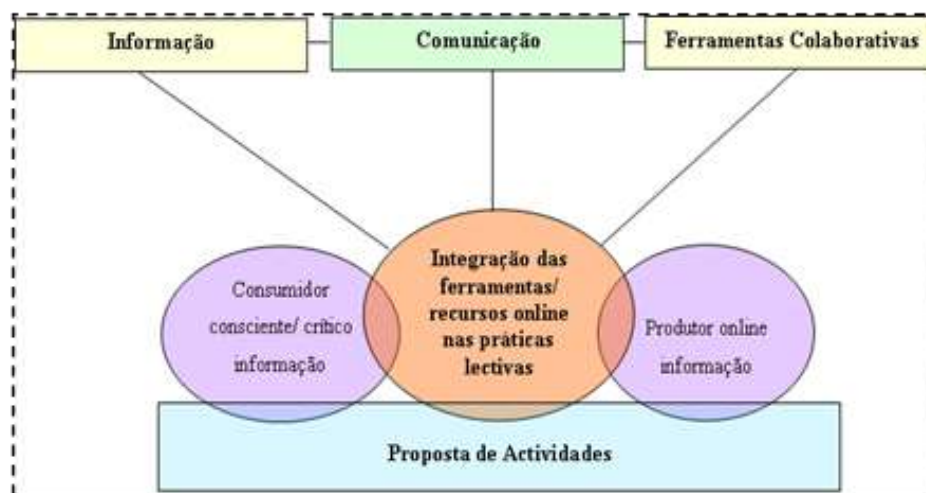 Informação
Comunicação
Ferramentas Colaborativas
Integração das
ferramentas/
recursos online
nas práticas
lectivas
Consumidor
consciente/ crítico
informação
Produtor online
informação
Proposta de Actividades